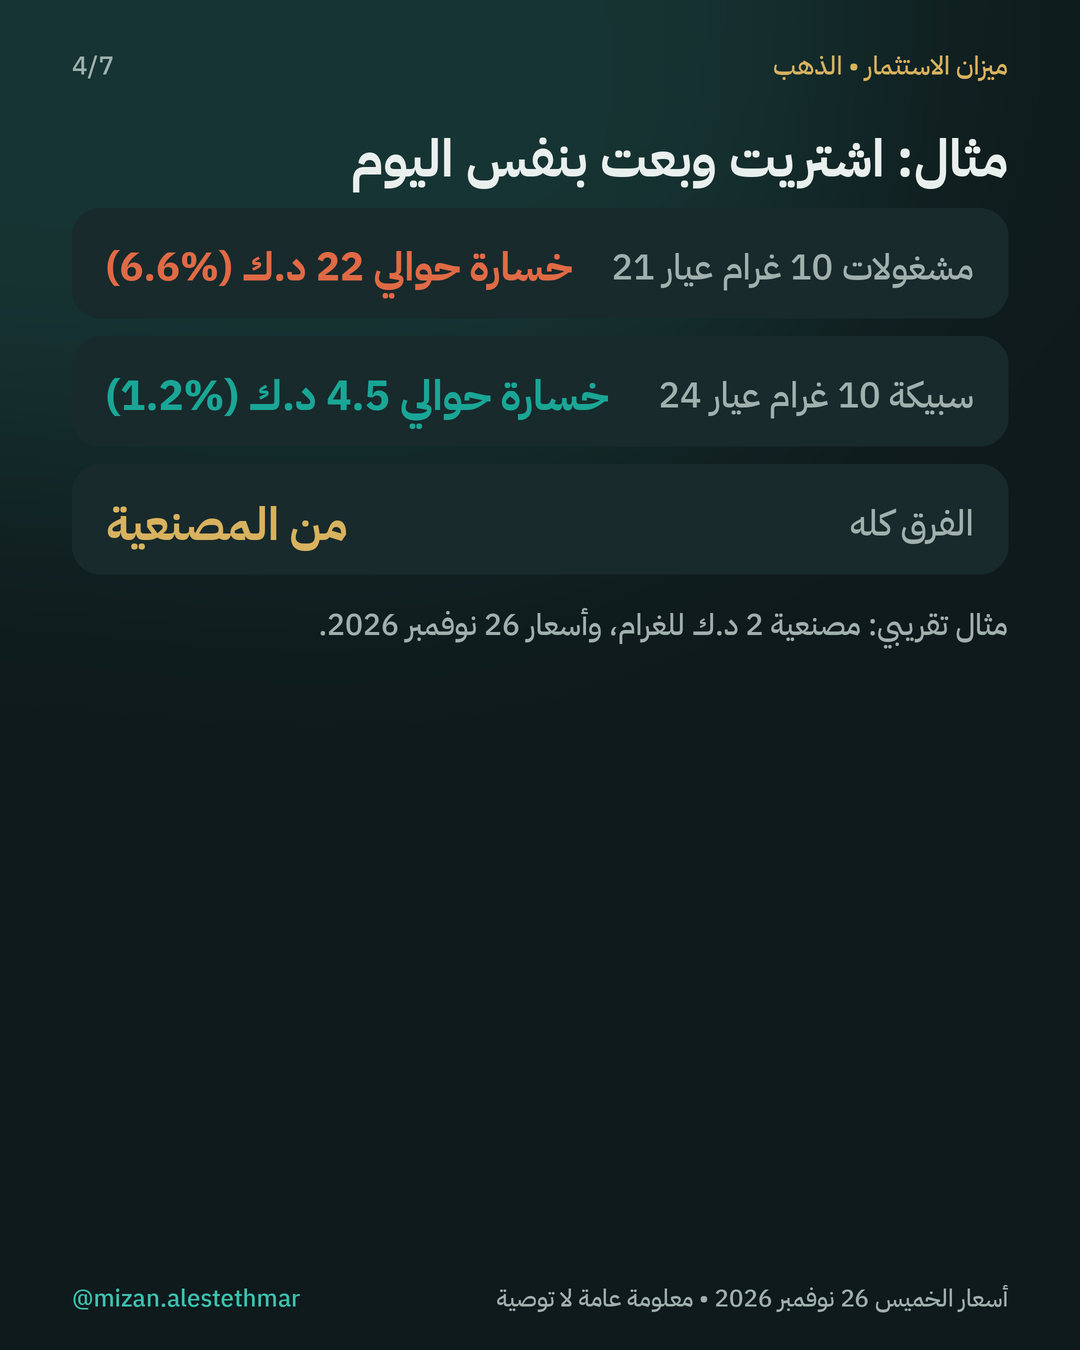 ميزان الاستثمار • الذهب
4/7
مثال: اشتريت وبعت بنفس اليوم
مشغولات 10 غرام عيار 21
خسارة حوالي 22 د.ك (6.6%)
سبيكة 10 غرام عيار 24
خسارة حوالي 4.5 د.ك (1.2%)
الفرق كله
من المصنعية
مثال تقريبي: مصنعية 2 د.ك للغرام، وأسعار 26 نوفمبر 2026.
أسعار الخميس 26 نوفمبر 2026 • معلومة عامة لا توصية
@mizan.alestethmar